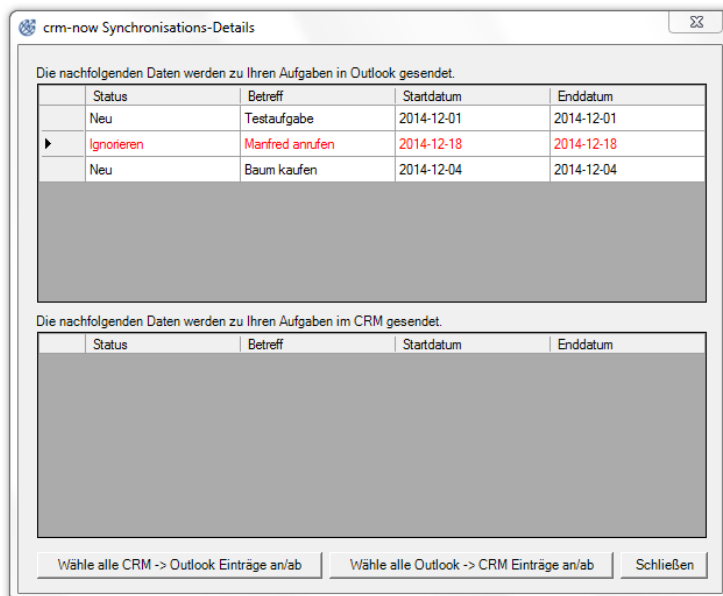 crm-now Synchronisations-Details
Die nachfolgenden Daten werden zu Ihren Aufgaben in Outlook gesendet.
Status Betreff Startdatum Enddatum
Neu Testaufgabe 2014-12-01 2014-12-01
Ignorieren Manfred anrufen 2014-12-18 2014-12-18
Neu Baum kaufen 2014-12-04 2014-12-04
Die nachfolgenden Daten werden zu Ihren Aufgaben im CRM gesendet.
Status Betreff Startdatum Enddatum
Wähle alle CRM -> Outlook Einträge an/ab Wähle alle Outlook -> CRM Einträge an/ab Schließen